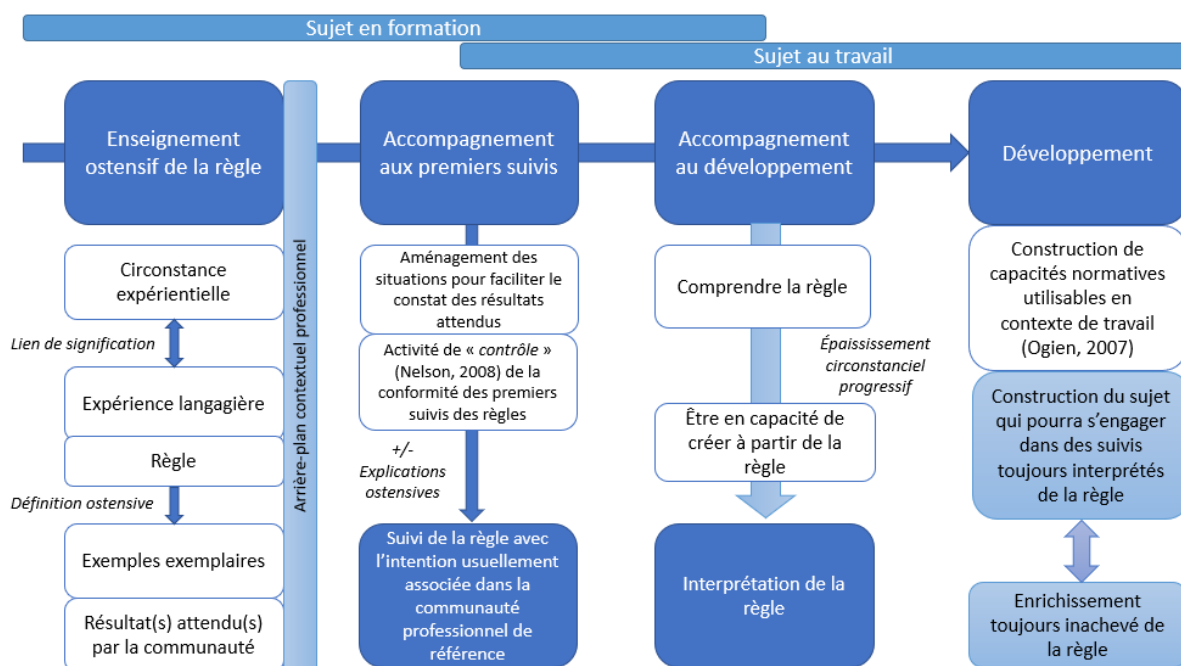 Sujet en formation
Sujet au travail
Enseignement
ostensif de la règle
Circonstance
expérientielle
Lien de signification
Expérience langagière
Règle
Définition ostensive
Exemples exemplaires
Résultat(s) attendu(s)
par la communauté
Arrière-plan contextuel professionnel
Accompagnement
aux premiers suivis
Aménagement des
situations pour faciliter le
constat des résultats
attendus
Activité de « contrôle »
(Nelson, 2008) de la
conformité des premiers
suivis des règles
+/-
Explications
ostensives
Suivi de la règle avec
l’intention usuellement
associée dans la
communauté
professionnel de
référence
Accompagnement
au développement
Comprendre la règle
Épaississement
circonstanciel
progressif
Être en capacité de
créer à partir de la
règle
Interprétation de la
règle
Développement
Construction de
capacités normatives
utilisables en
contexte de travail
(Ogien, 2007)
Construction du sujet
qui pourra s’engager
dans des suivis
toujours interprétés
de la règle
Enrichissement
toujours inachevé de
la règle